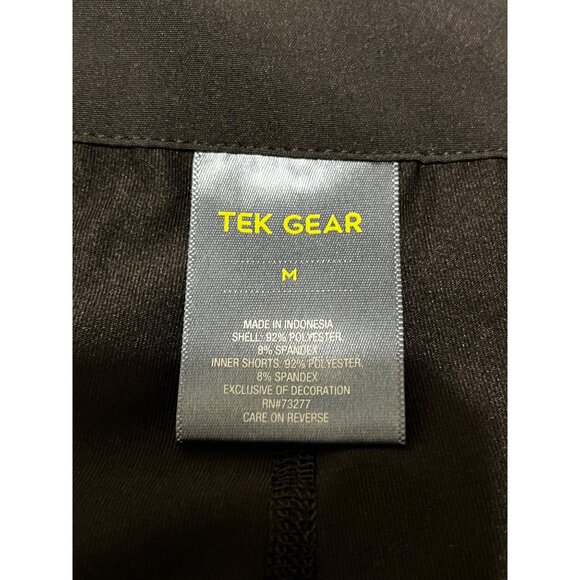 TEK GEAR
M
MADE IN INDONESIA
SHELL: 92% POLYESTER,
8% SPANDEX
INNER SHORTS: 92% POLYESTER,
8% SPANDEX
EXCLUSIVE OF DECORATION
RN#73277
CARE ON REVERSE